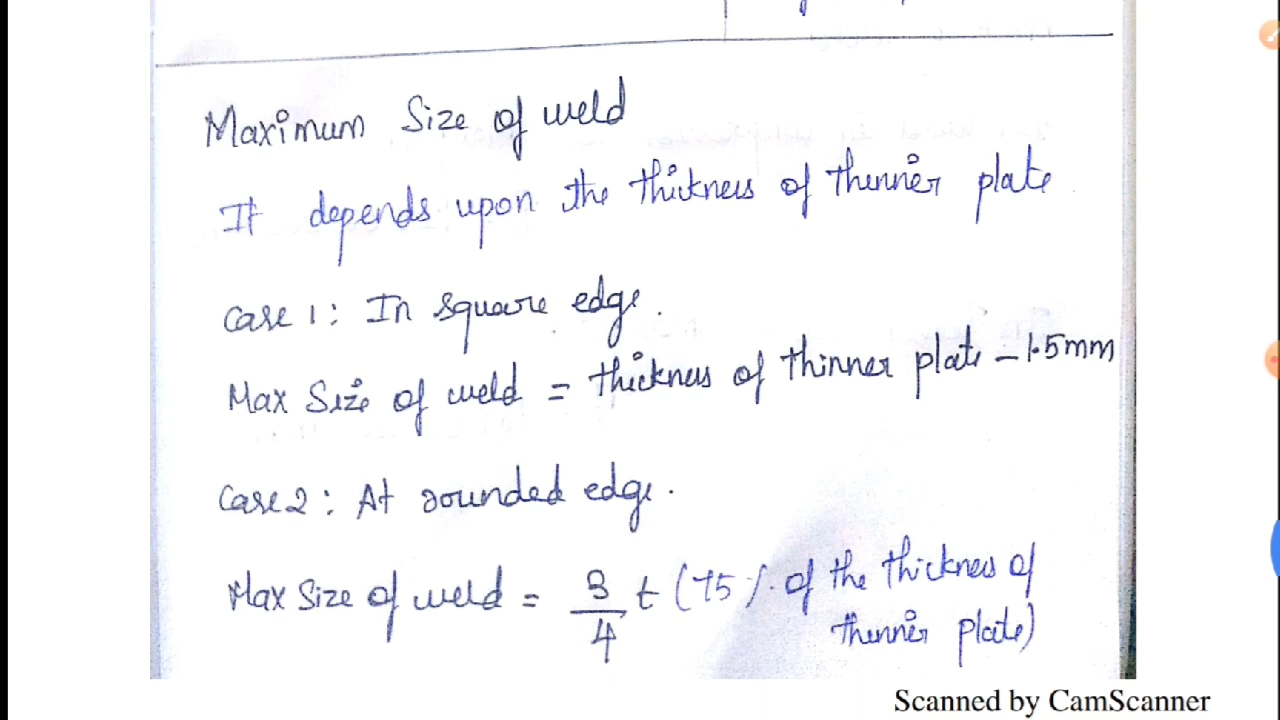 Maximum Size of weld
It depends upon the thickness of thinner plate
Case 1: In square edge.
Max Size of weld = thickness of thinner plate - 1.5mm
Case 2: At rounded edge.
Max Size of weld = 3/4 t (75 % of the thickness of
thinner plate)
Scanned by CamScanner